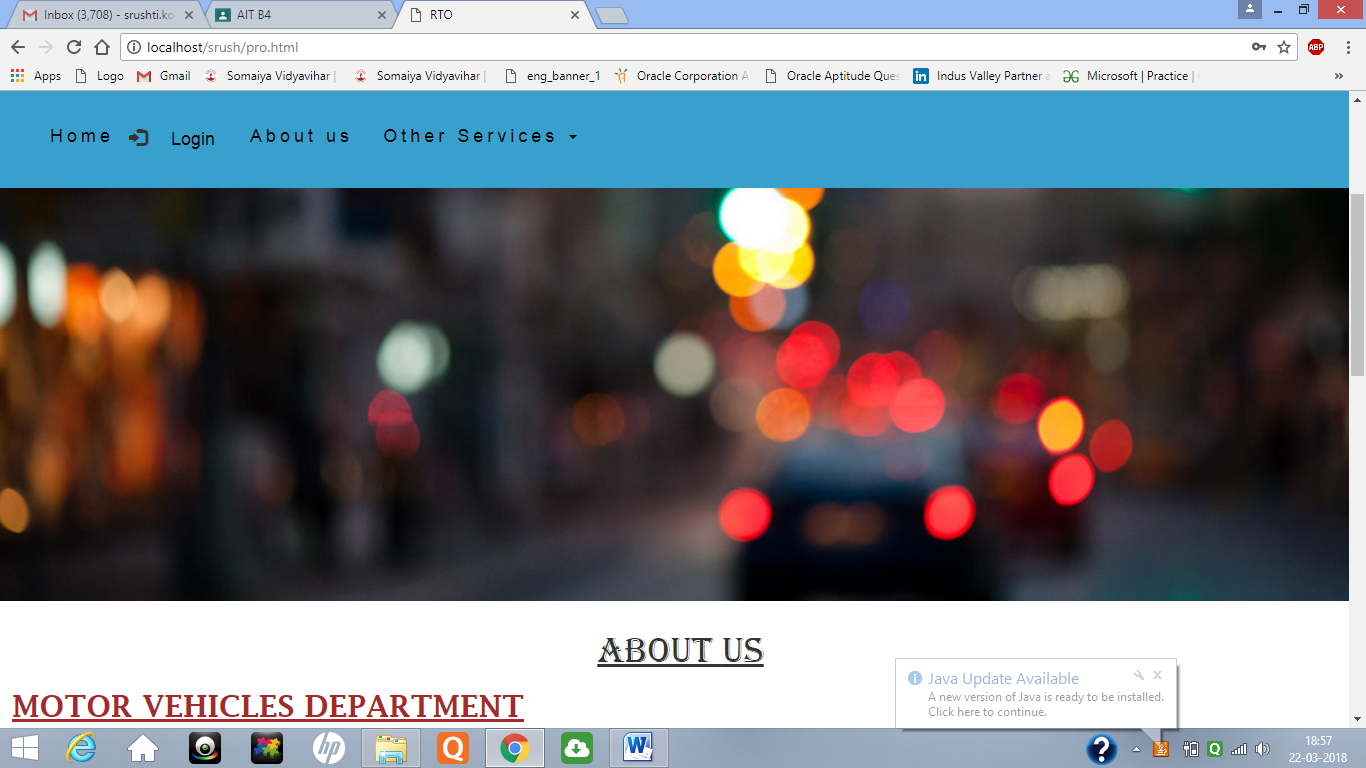 Inbox (3,708) - srushti.ko
AIT B4
RTO
localhost/srush/pro.html
ABP
Apps
Logo
Gmail
Somaiya Vidyavihar |
Somaiya Vidyavihar |
eng_banner_1
Oracle Corporation A
Oracle Aptitude Ques
Indus Valley Partner a
Microsoft | Practice |
»
Home
Login
About us
Other Services
ABOUT US
MOTOR VEHICLES DEPARTMENT
Java Update Available
A new version of Java is ready to be installed.
Click here to continue.
18:57
22-03-2018